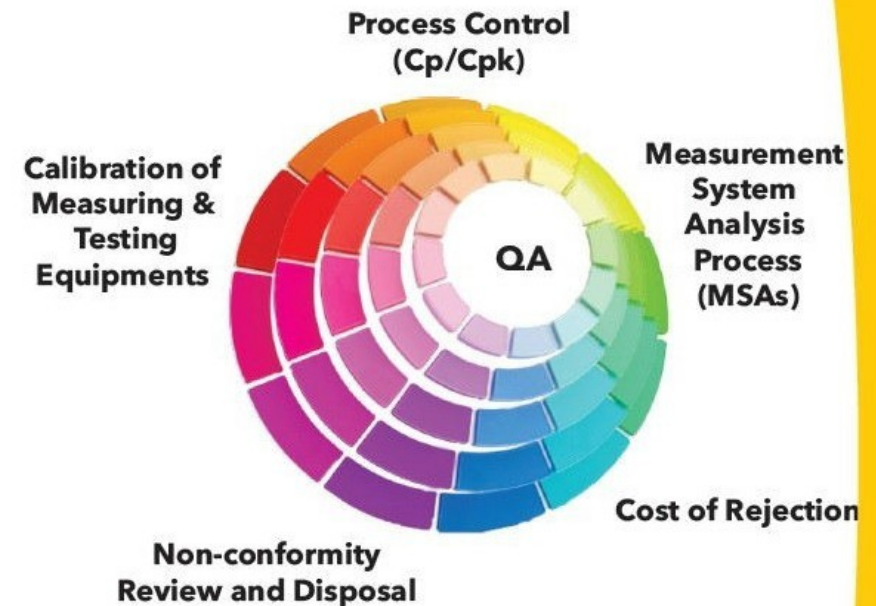 Process Control
(Cp/Cpk)
Measurement
System
Analysis
Process
(MSAs)
Calibration of
Measuring &
Testing
Equipments
QA
Cost of Rejection
Non-conformity
Review and Disposal